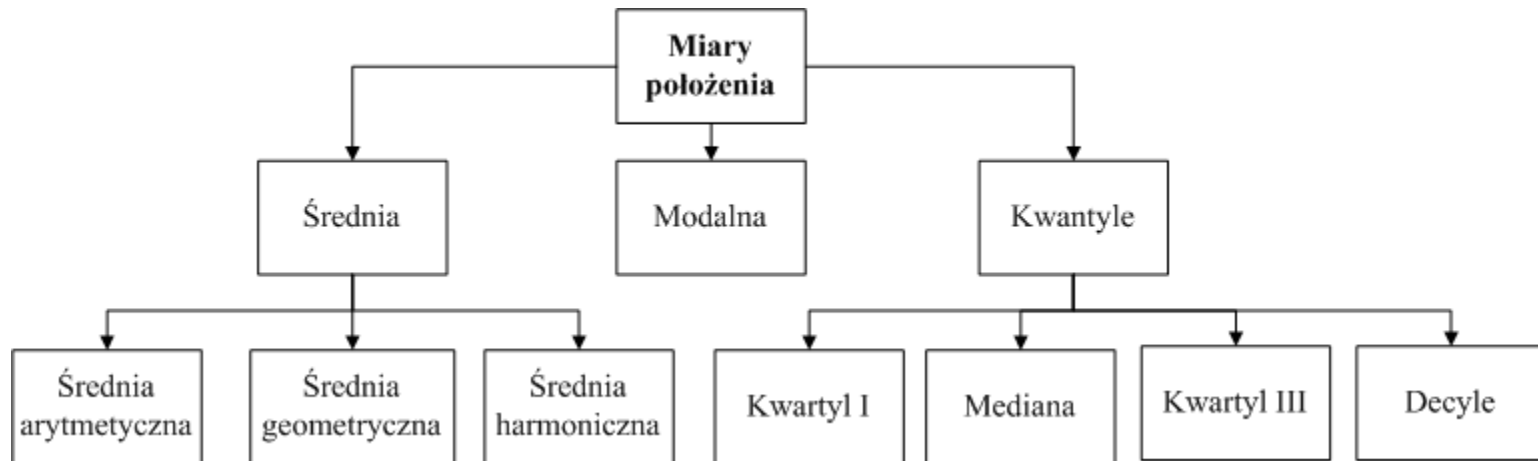 Miary
położenia
Średnia
Modalna
Kwantyle
Średnia
arytmetyczna
Średnia
geometryczna
Średnia
harmoniczna
Kwartyl I
Mediana
Kwartyl III
Decyle